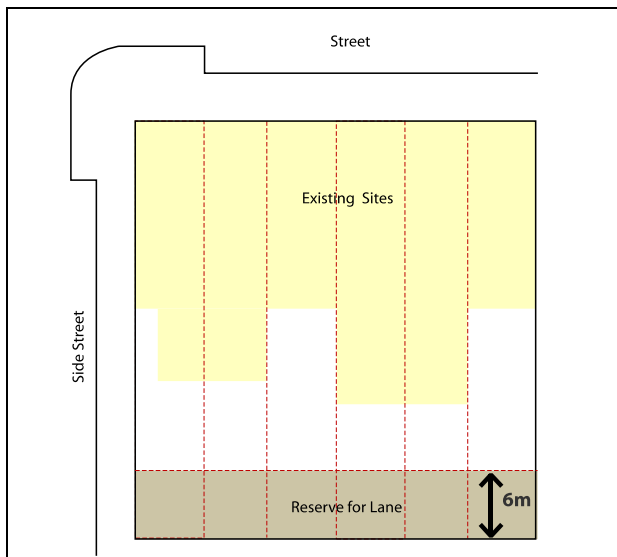 Street
Existing Sites
Side Street
Reserve for Lane
6m